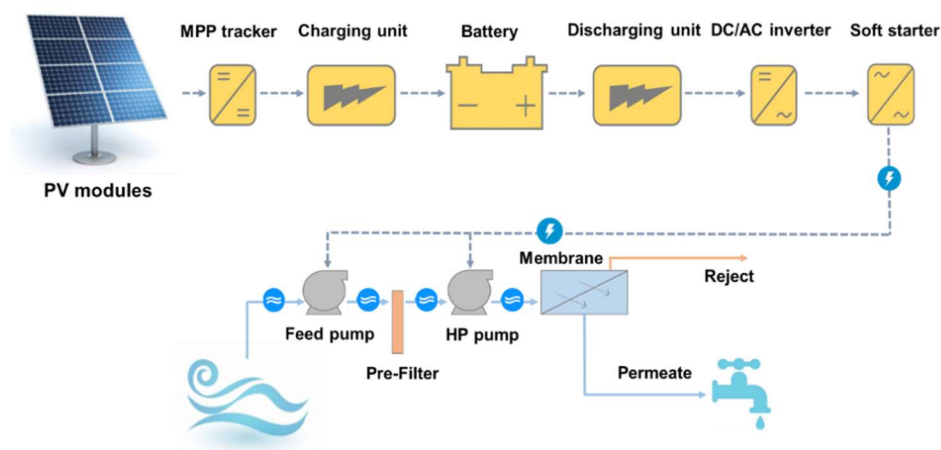 MPP tracker
Charging unit
Battery
Discharging unit
DC/AC inverter
Soft starter
PV modules
Membrane
Reject
Feed pump
HP pump
Pre-Filter
Permeate